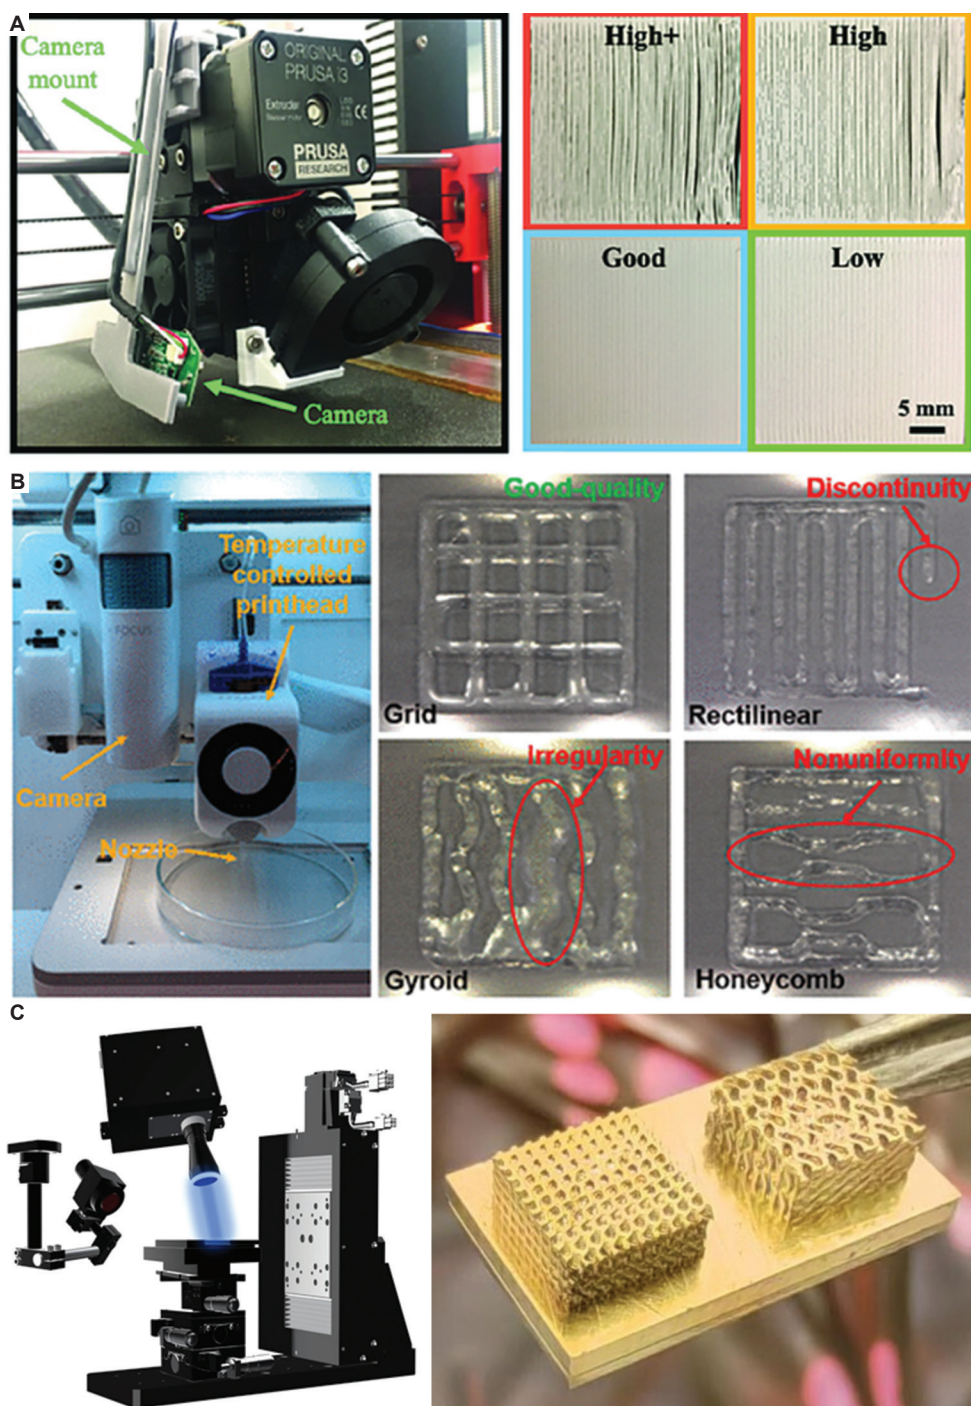 A
Camera
mount
ORIGINAL
PRUSA i3
Extruder
PRUSA
RESEARCH
Camera
High+
High
Good
Low
5 mm
B
Temperature
controlled
printhead
FOCUS
Camera
Nozzle
Good-quality
Grid
Discontinuity
Rectilinear
Irregularity
Gyroid
Nonuniformity
Honeycomb
C